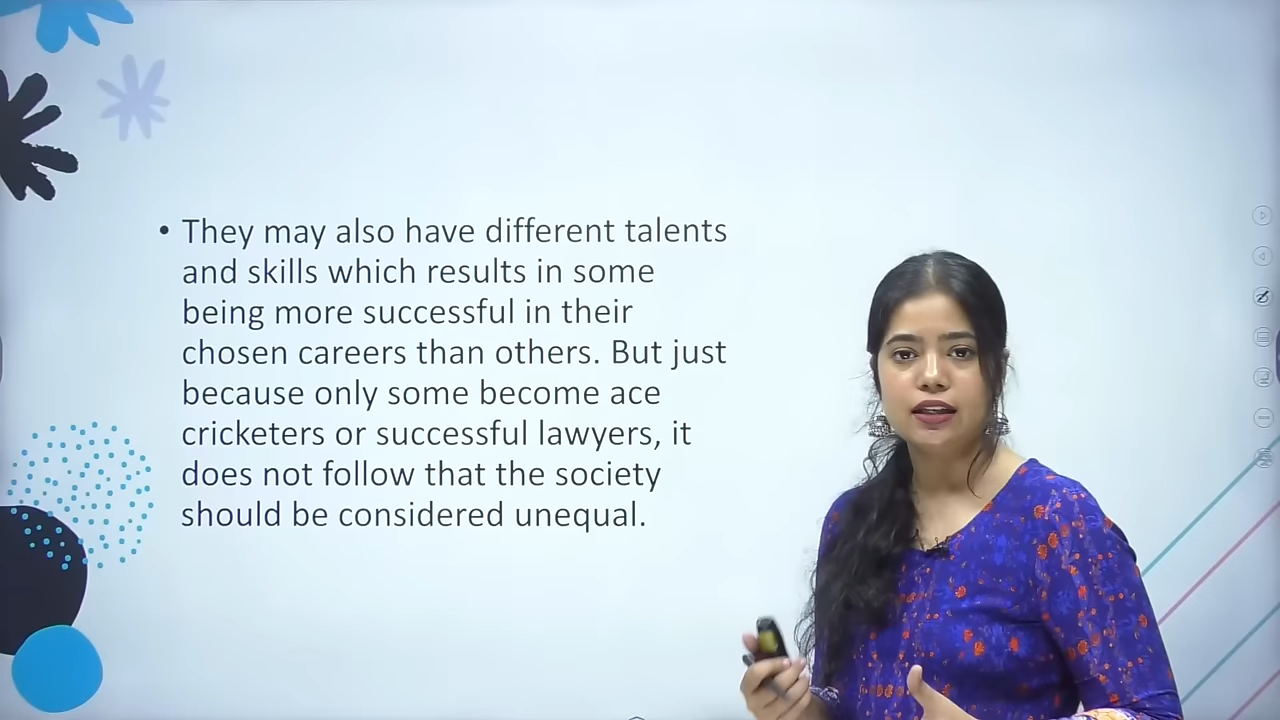 • They may also have different talents
and skills which results in some
being more successful in their
chosen careers than others. But just
because only some become ace
cricketers or successful lawyers, it
does not follow that the society
should be considered unequal.